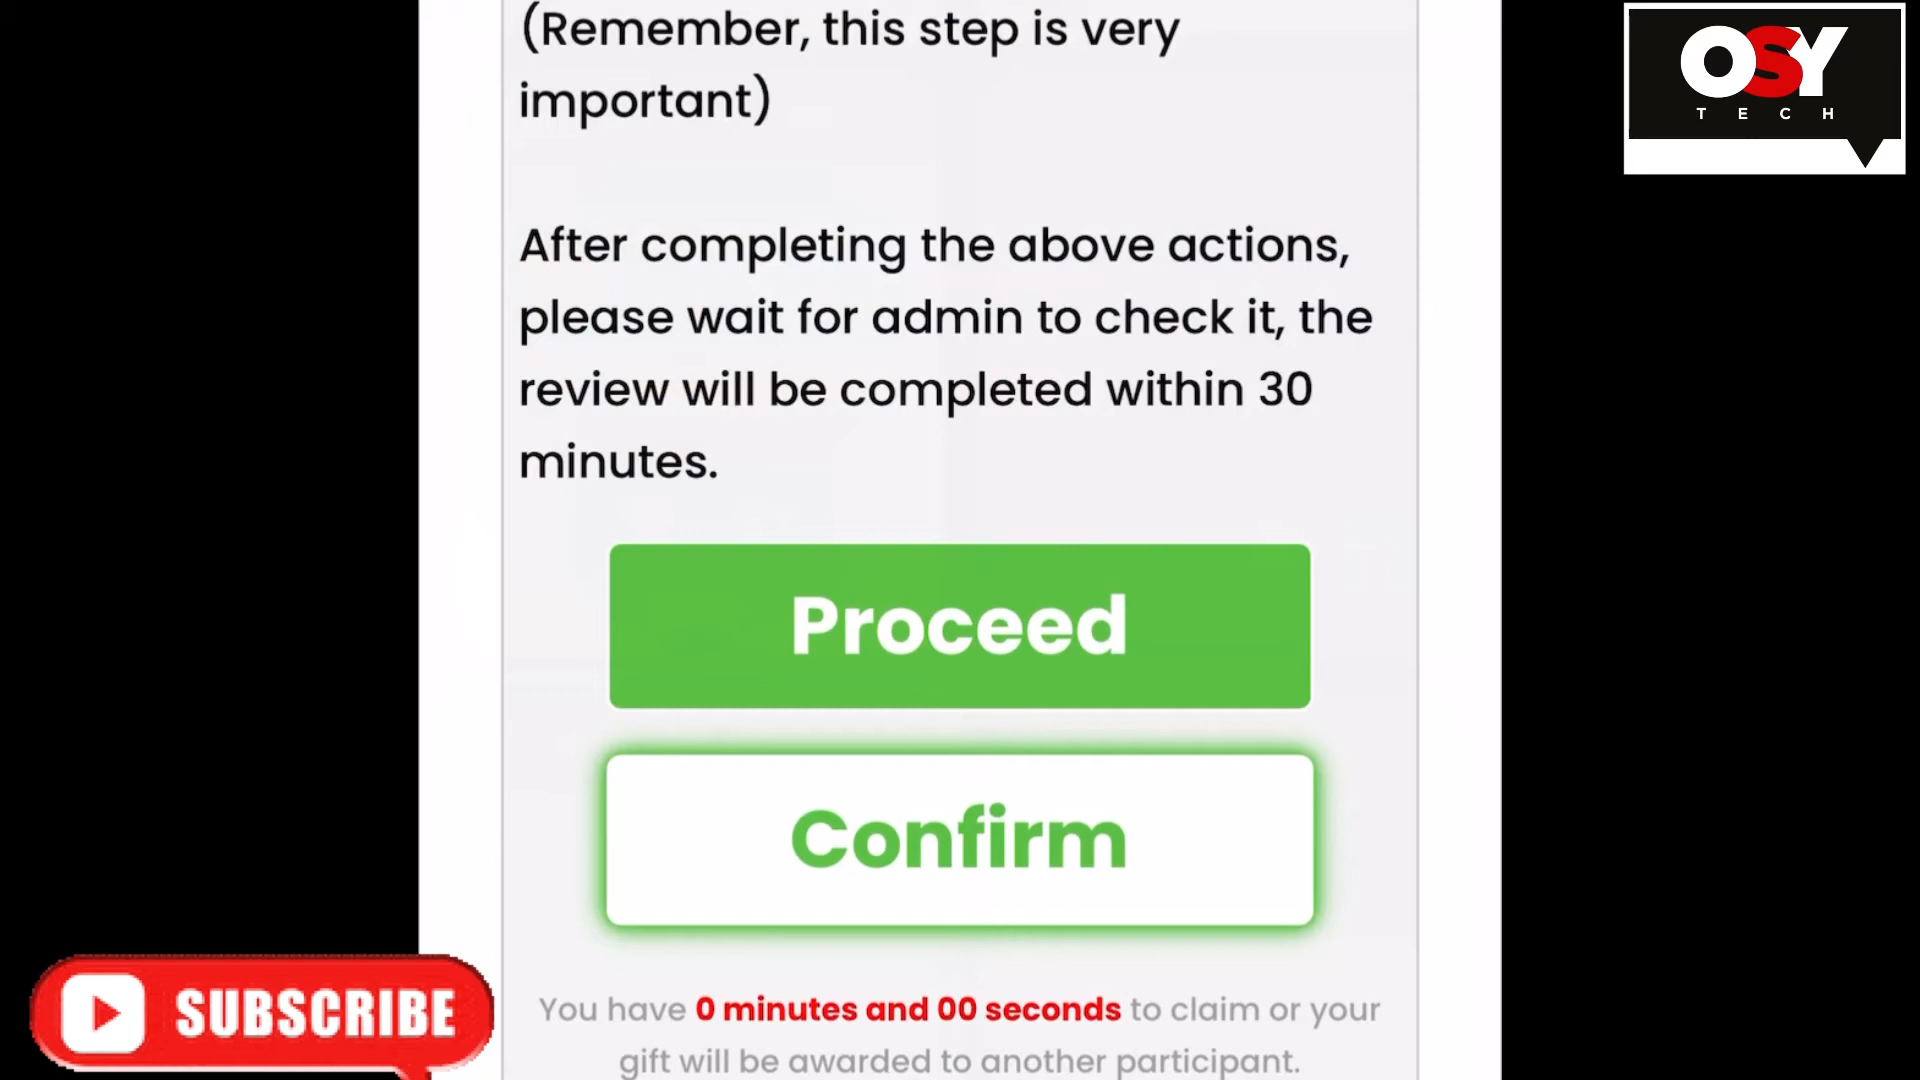 (Remember, this step is very
important)
OSY
TECH
After completing the above actions,
please wait for admin to check it, the
review will be completed within 30
minutes.
Proceed
Confirm
SUBSCRIBE
You have 0 minutes and 00 seconds to claim or your
gift will be awarded to another participant.